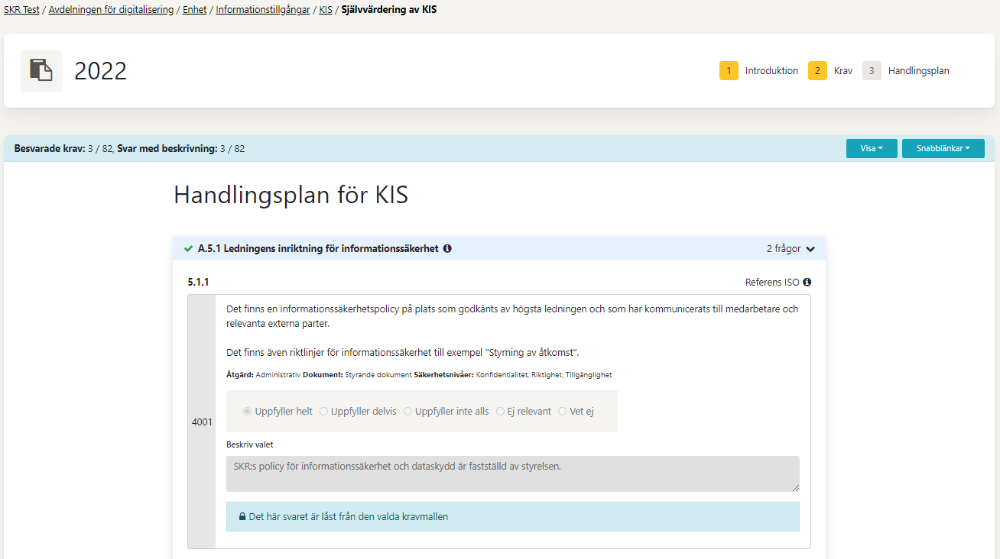 SKR Test / Avdelningen för digitalisering / Enhet / Informationstillgångar / KIS / Självvärdering av KIS
2022
1 Introduktion 2 Krav 3 Handlingsplan
Besvarade krav: 3 / 82, Svar med beskrivning: 3 / 82
Visa Snabblänkar
Handlingsplan för KIS
A.5.1 Ledningens inriktning för informationssäkerhet
2 frågor
5.1.1
Referens ISO
4001
Det finns en informationssäkerhetspolicy på plats som godkänts av högsta ledningen och som har kommunicerats till medarbetare och
relevanta externa parter.
Det finns även riktlinjer för informationssäkerhet till exempel "Styrning av åtkomst".
Åtgärd: Administrativ Dokument: Styrande dokument Säkerhetsnivåer: Konfidentialitet, Riktighet, Tillgänglighet
Uppfyller helt Uppfyller delvis Uppfyller inte alls Ej relevant Vet ej
Beskriv valet
SKR:s policy för informationssäkerhet och dataskydd är fastställd av styrelsen.
Det här svaret är låst från den valda kravmallen